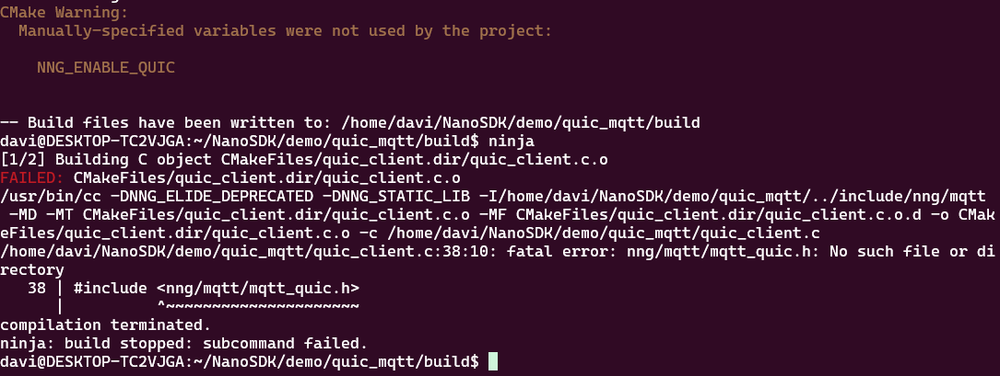 CMake Warning:
  Manually-specified variables were not used by the project:
    NNG_ENABLE_QUIC
-- Build files have been written to: /home/davi/NanoSDK/demo/quic_mqtt/build
davi@DESKTOP-TC2VJGA:~/NanoSDK/demo/quic_mqtt/build$ ninja
[1/2] Building C object CMakeFiles/quic_client.dir/quic_client.c.o
FAILED: CMakeFiles/quic_client.dir/quic_client.c.o
/usr/bin/cc -DNNG_ELIDE_DEPRECATED -DNNG_STATIC_LIB -I/home/davi/NanoSDK/demo/quic_mqtt/../include/nng/mqtt
 -MD -MT CMakeFiles/quic_client.dir/quic_client.c.o -MF CMakeFiles/quic_client.dir/quic_client.c.o.d -o CMak
eFiles/quic_client.dir/quic_client.c.o -c /home/davi/NanoSDK/demo/quic_mqtt/quic_client.c
/home/davi/NanoSDK/demo/quic_mqtt/quic_client.c:38:10: fatal error: nng/mqtt/mqtt_quic.h: No such file or di
rectory
   38 | #include <nng/mqtt/mqtt_quic.h>
      |          ^~~~~~~~~~~~~~~~~~~~~~
compilation terminated.
ninja: build stopped: subcommand failed.
davi@DESKTOP-TC2VJGA:~/NanoSDK/demo/quic_mqtt/build$